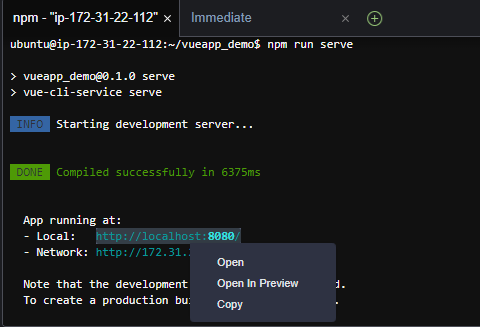 npm - "ip-172-31-22-112" × Immediate ×
ubuntu@ip-172-31-22-112:~/vueapp_demo$ npm run serve
> vueapp_demo@0.1.0 serve
> vue-cli-service serve
INFO Starting development server...
DONE Compiled successfully in 6375ms
App running at:
- Local: http://localhost:8080/
- Network: http://172.31.
Open
Open In Preview
Copy
Note that the development d.
To create a production bui .